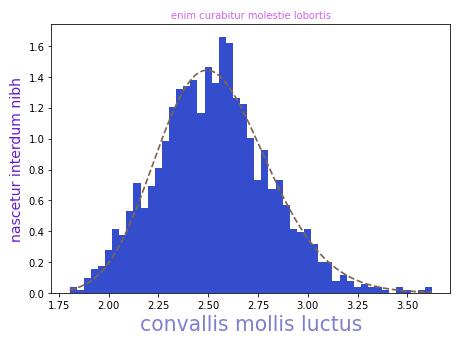 enim curabitur molestie lobortis
nascetur interdum nibh
1.6
1.4
1.2
1.0
0.8
0.6
0.4
0.2
0.0
1.75 2.00 2.25 2.50 2.75 3.00 3.25 3.50
convallis mollis luctus